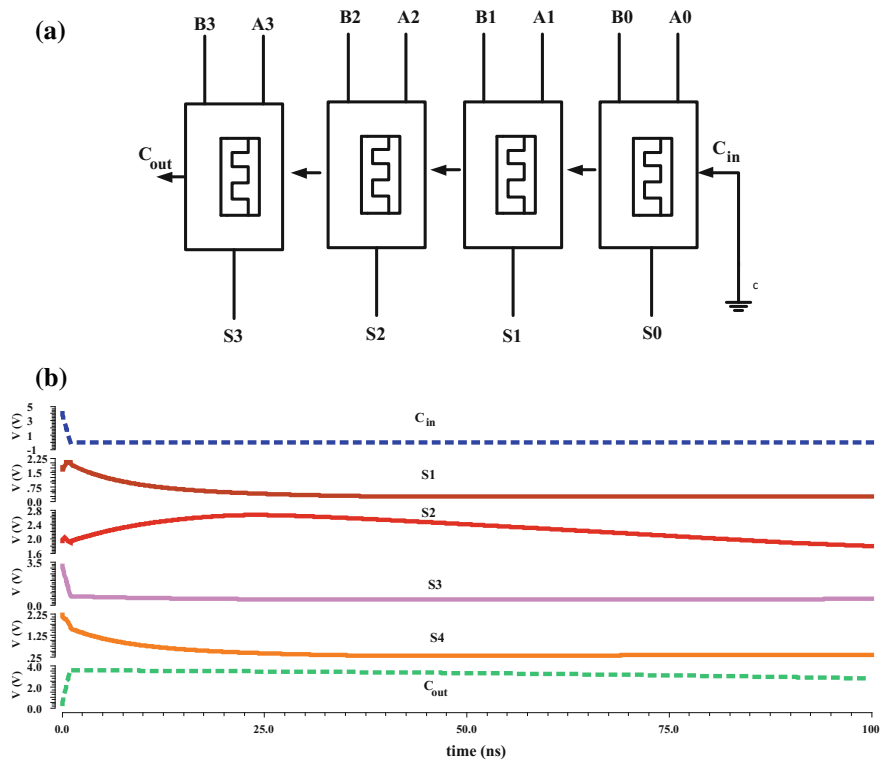 (a)
B3 A3 B2 A2 B1 A1 B0 A0
Cout Cin
c
S3 S2 S1 S0
(b)
V (V) 5 3 1 -1 Cin
V (V) 2.25 1.5 .75 0.0 S1
V (V) 2.8 2.4 2.0 1.6 S2
V (V) 3.5 0.0 S3
V (V) 2.25 1.25 .25 S4
V (V) 4.0 2.0 0.0 Cout
0.0 25.0 50.0 75.0 100
time (ns)